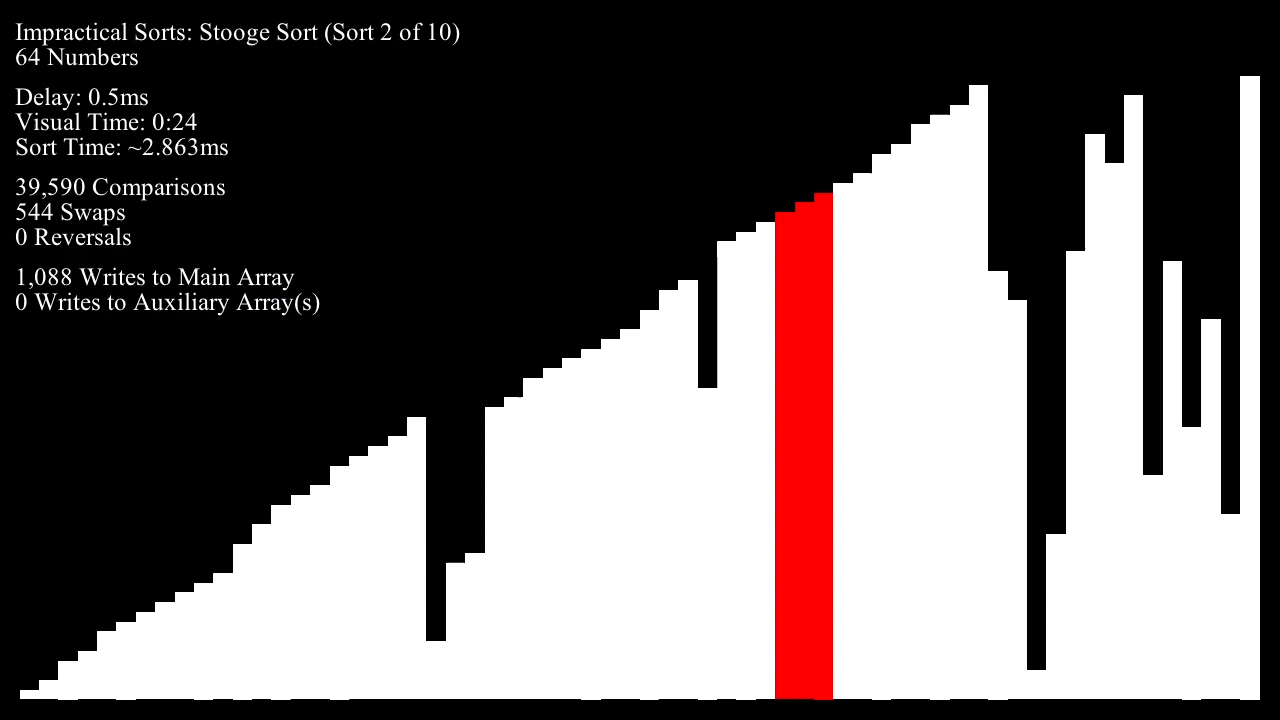 Impractical Sorts: Stooge Sort (Sort 2 of 10)
64 Numbers
Delay: 0.5ms
Visual Time: 0:24
Sort Time: ~2.863ms
39,590 Comparisons
544 Swaps
0 Reversals
1,088 Writes to Main Array
0 Writes to Auxiliary Array(s)